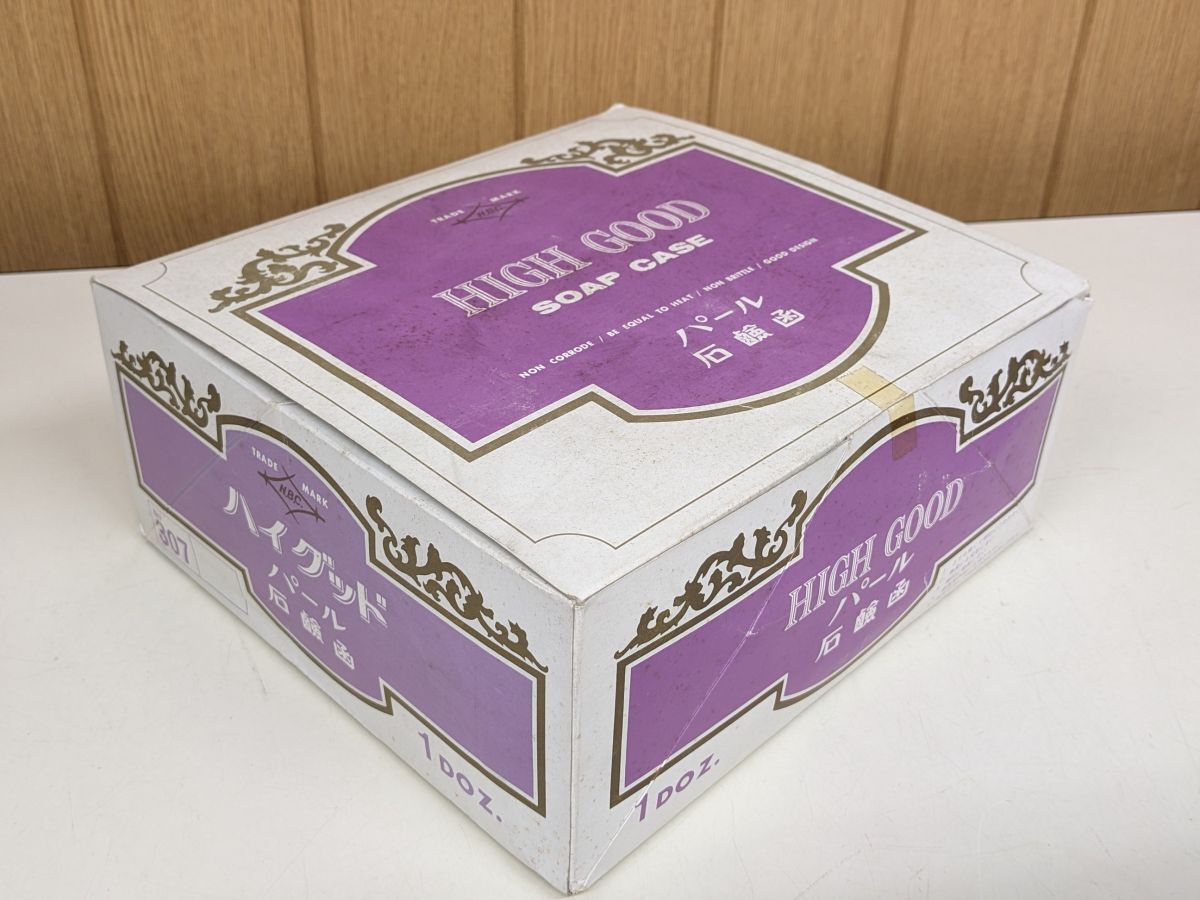 TRADE MARK
N.B.C.
HIGH GOOD
SOAP CASE
NON CORRODE / BE EQUAL TO HEAT / NON BRITTLE / GOOD DESIGN
パール
石鹸函
TRADE MARK
N.B.C.
ハイグッド
パール
石鹸函
307
1 DOZ.
HIGH GOOD
パール
石鹸函
1 DOZ.